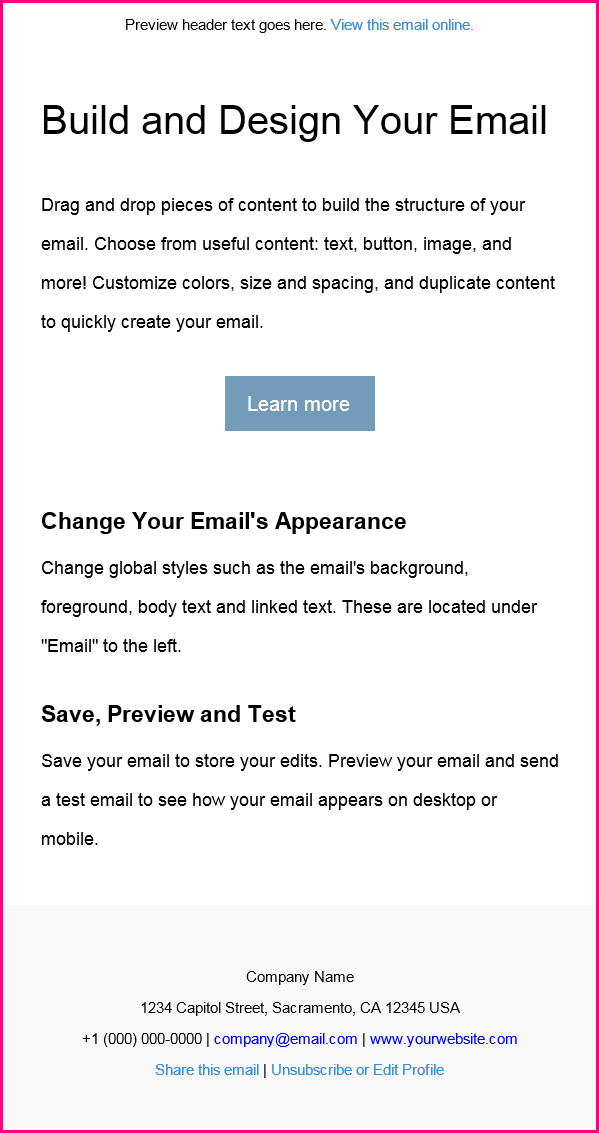 Preview header text goes here. View this email online.
Build and Design Your Email
Drag and drop pieces of content to build the structure of your
email. Choose from useful content: text, button, image, and
more! Customize colors, size and spacing, and duplicate content
to quickly create your email.
Learn more
Change Your Email's Appearance
Change global styles such as the email's background,
foreground, body text and linked text. These are located under
"Email" to the left.
Save, Preview and Test
Save your email to store your edits. Preview your email and send
a test email to see how your email appears on desktop or
mobile.
Company Name
1234 Capitol Street, Sacramento, CA 12345 USA
+1 (000) 000-0000 | company@email.com | www.yourwebsite.com
Share this email | Unsubscribe or Edit Profile